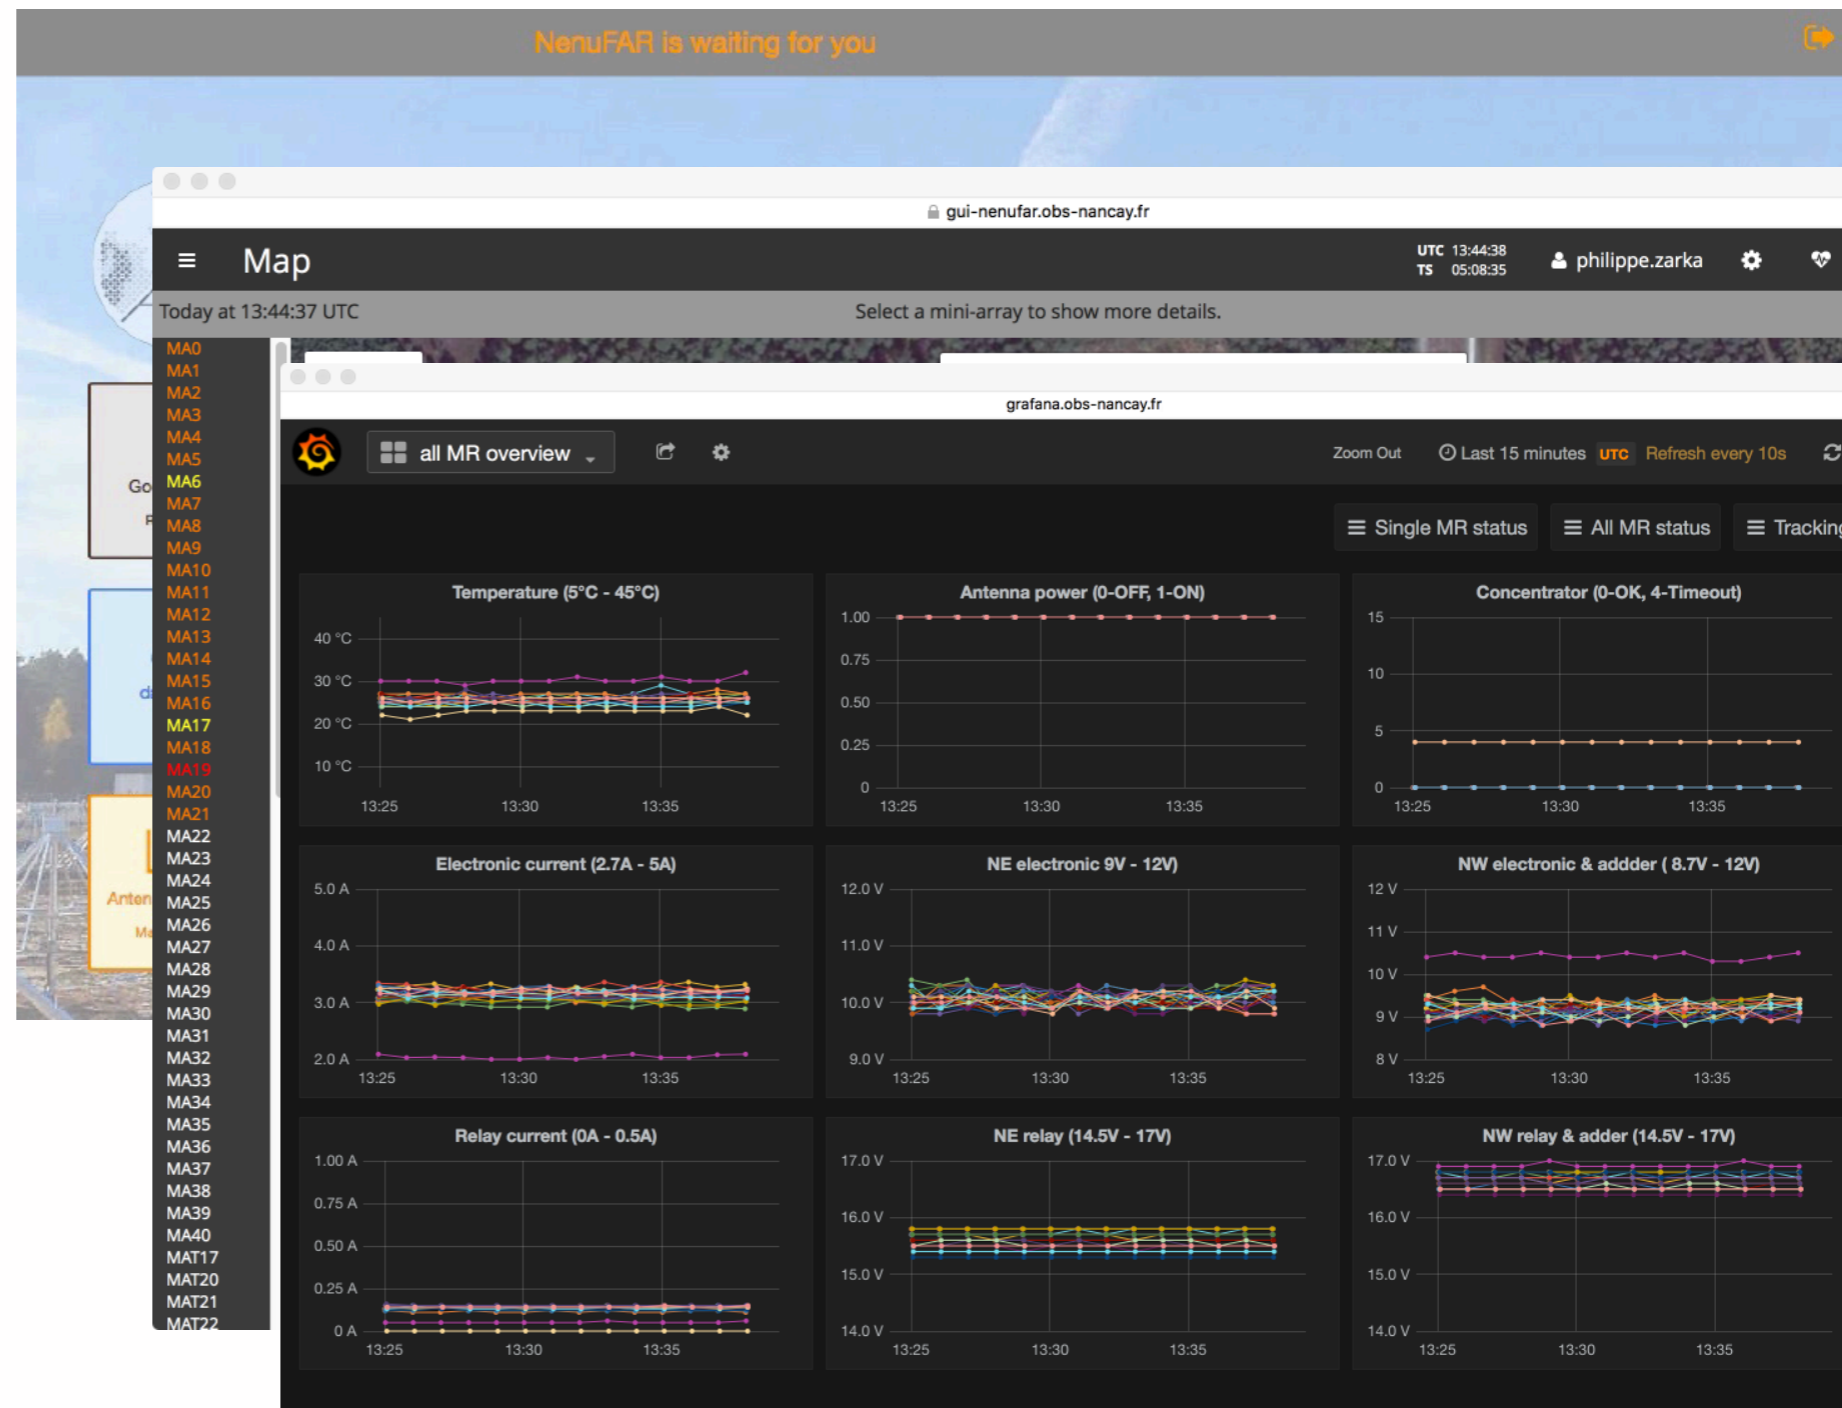 NenuFAR is waiting for you
gui-nenufar.obs-nancay.fr
Map
UTC 13:44:38
TS 05:08:35
philippe.zarka
Today at 13:44:37 UTC
Select a mini-array to show more details.
MA0
MA1
MA2
MA3
MA4
MA5
MA6
MA7
MA8
MA9
MA10
MA11
MA12
MA13
MA14
MA15
MA16
MA17
MA18
MA19
MA20
MA21
MA22
MA23
MA24
MA25
MA26
MA27
MA28
MA29
MA30
MA31
MA32
MA33
MA34
MA35
MA36
MA37
MA38
MA39
MA40
MAT17
MAT20
MAT21
MAT22
grafana.obs-nancay.fr
all MR overview
Zoom Out
Last 15 minutes UTC Refresh every 10s
Single MR status
All MR status
Tracking
Temperature (5°C - 45°C)
40 °C
30 °C
20 °C
10 °C
13:25 13:30 13:35
Antenna power (0-OFF, 1-ON)
1.00
0.75
0.50
0.25
0
13:25 13:30 13:35
Concentrator (0-OK, 4-Timeout)
15
10
5
0
13:25 13:30 13:35
Electronic current (2.7A - 5A)
5.0 A
4.0 A
3.0 A
2.0 A
13:25 13:30 13:35
NE electronic 9V - 12V)
12.0 V
11.0 V
10.0 V
9.0 V
13:25 13:30 13:35
NW electronic & addder ( 8.7V - 12V)
12 V
11 V
10 V
9 V
8 V
13:25 13:30 13:35
Relay current (0A - 0.5A)
1.00 A
0.75 A
0.50 A
0.25 A
0 A
13:25 13:30 13:35
NE relay (14.5V - 17V)
17.0 V
16.0 V
15.0 V
14.0 V
13:25 13:30 13:35
NW relay & adder (14.5V - 17V)
17.0 V
16.0 V
15.0 V
14.0 V
13:25 13:30 13:35